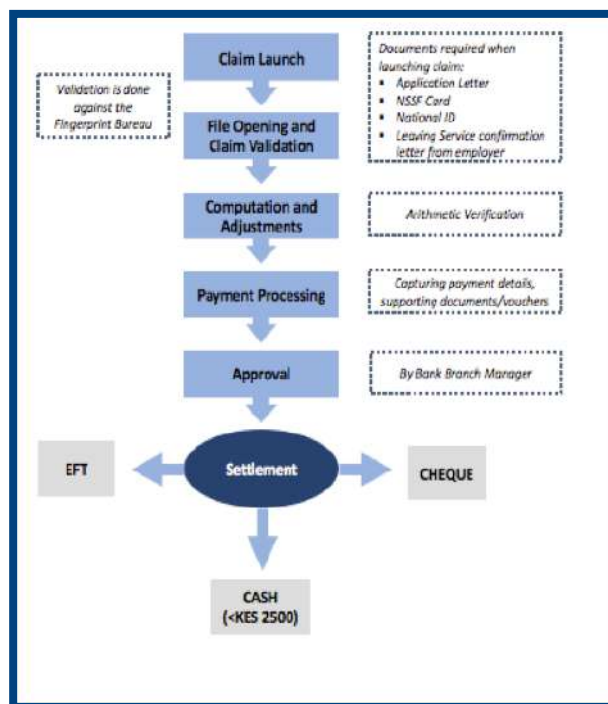 Claim Launch
Documents required when
launching claim:
▪ Application Letter
▪ NSSF Card
▪ National ID
▪ Leaving Service confirmation
letter from employer
Validation is done
against the
Fingerprint Bureau
File Opening and
Claim Validation
Computation and
Adjustments
Arithmetic Verification
Payment Processing
Capturing payment details,
supporting documents/vouchers
Approval
By Bank Branch Manager
EFT
Settlement
CHEQUE
CASH
(<KES 2500)